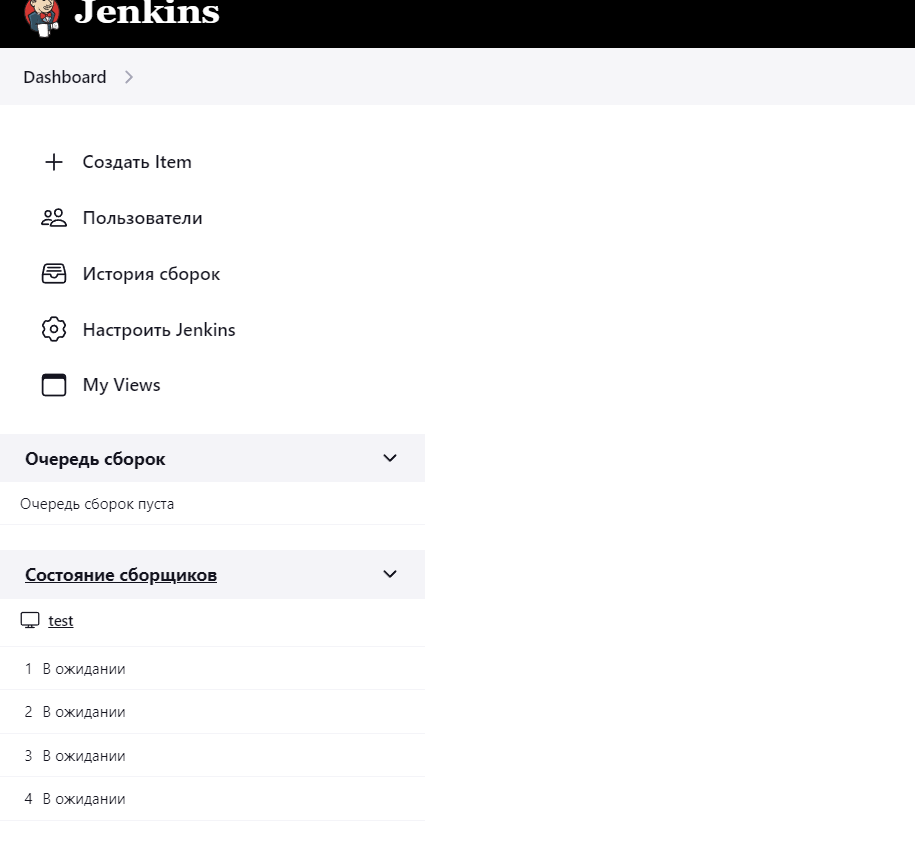 Jenkins
Dashboard
Создать Item
Пользователи
История сборок
Настроить Jenkins
My Views
Очередь сборок
Очередь сборок пуста
Состояние сборщиков
test
1 В ожидании
2 В ожидании
3 В ожидании
4 В ожидании